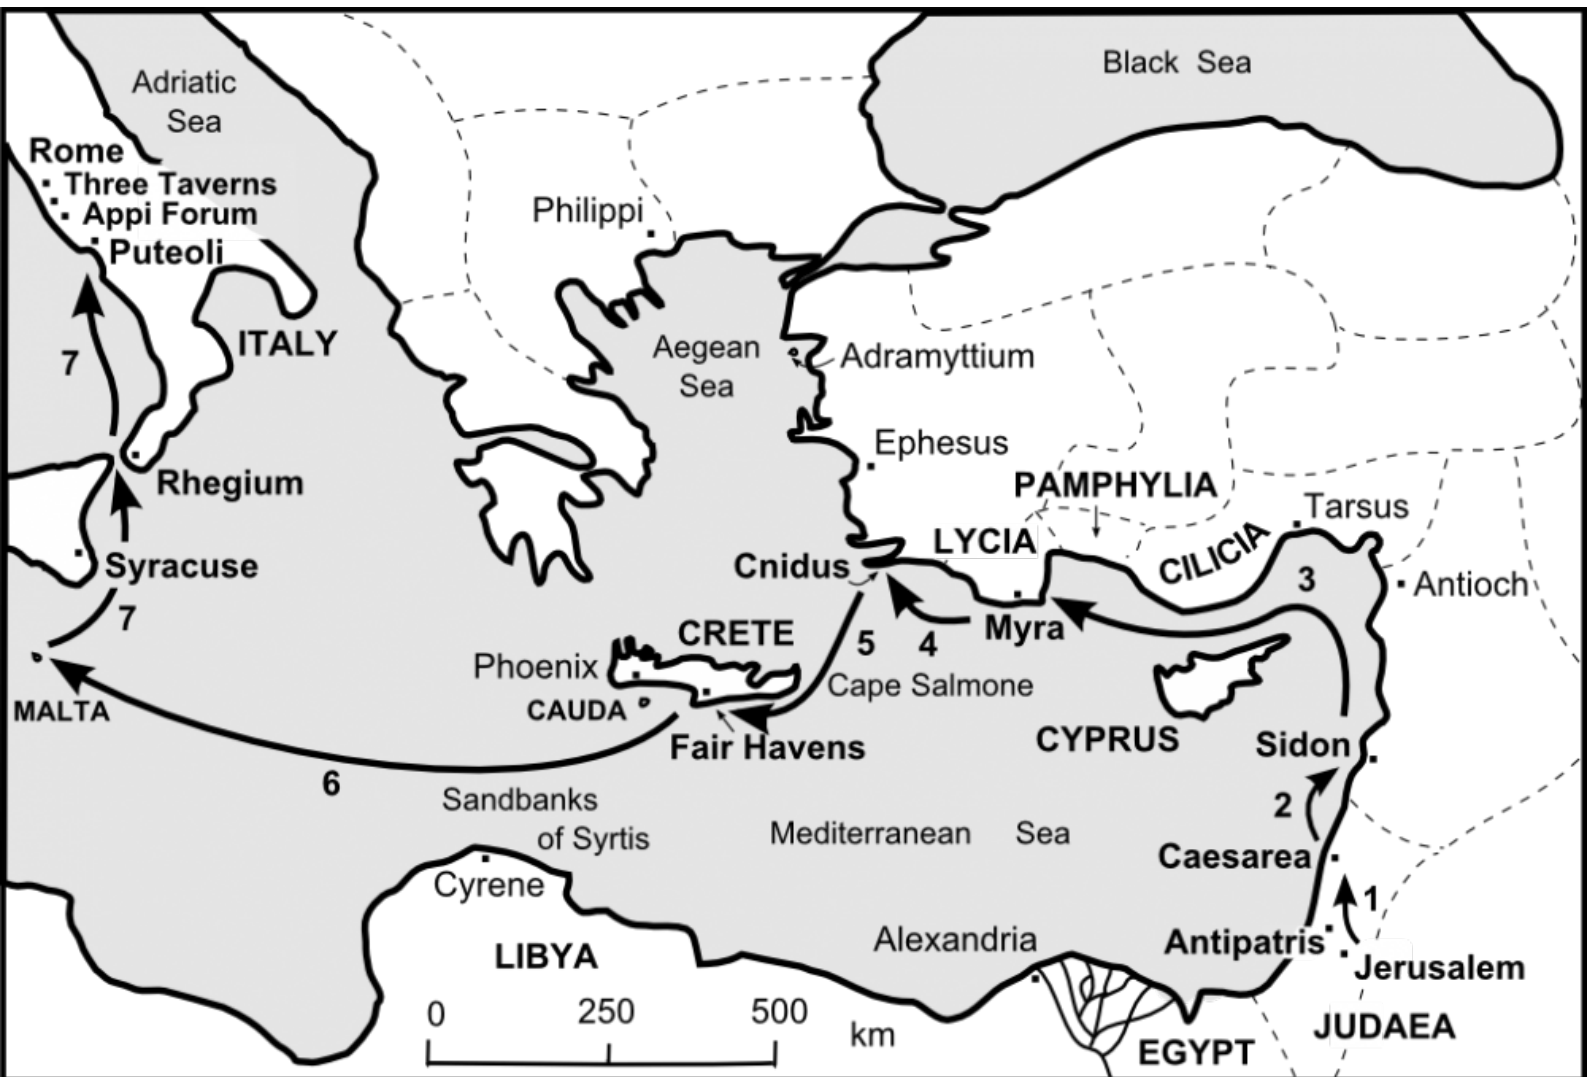 Black Sea
Adriatic
Sea
Rome
Three Taverns
Appi Forum
Puteoli
Philippi
ITALY
7
Aegean
Sea
Adramyttium
Ephesus
Rhegium
PAMPHYLIA
Tarsus
LYCIA
CILICIA
Syracuse
Cnidus
3
Antioch
7
CRETE
5
4
Myra
Phoenix
Cape Salmone
MALTA
CAUDA
Fair Havens
CYPRUS
Sidon
6
Sandbanks
of Syrtis
Mediterranean Sea
2
Caesarea
Cyrene
1
Alexandria
Antipatris
LIBYA
Jerusalem
0 250 500
km
JUDAEA
EGYPT